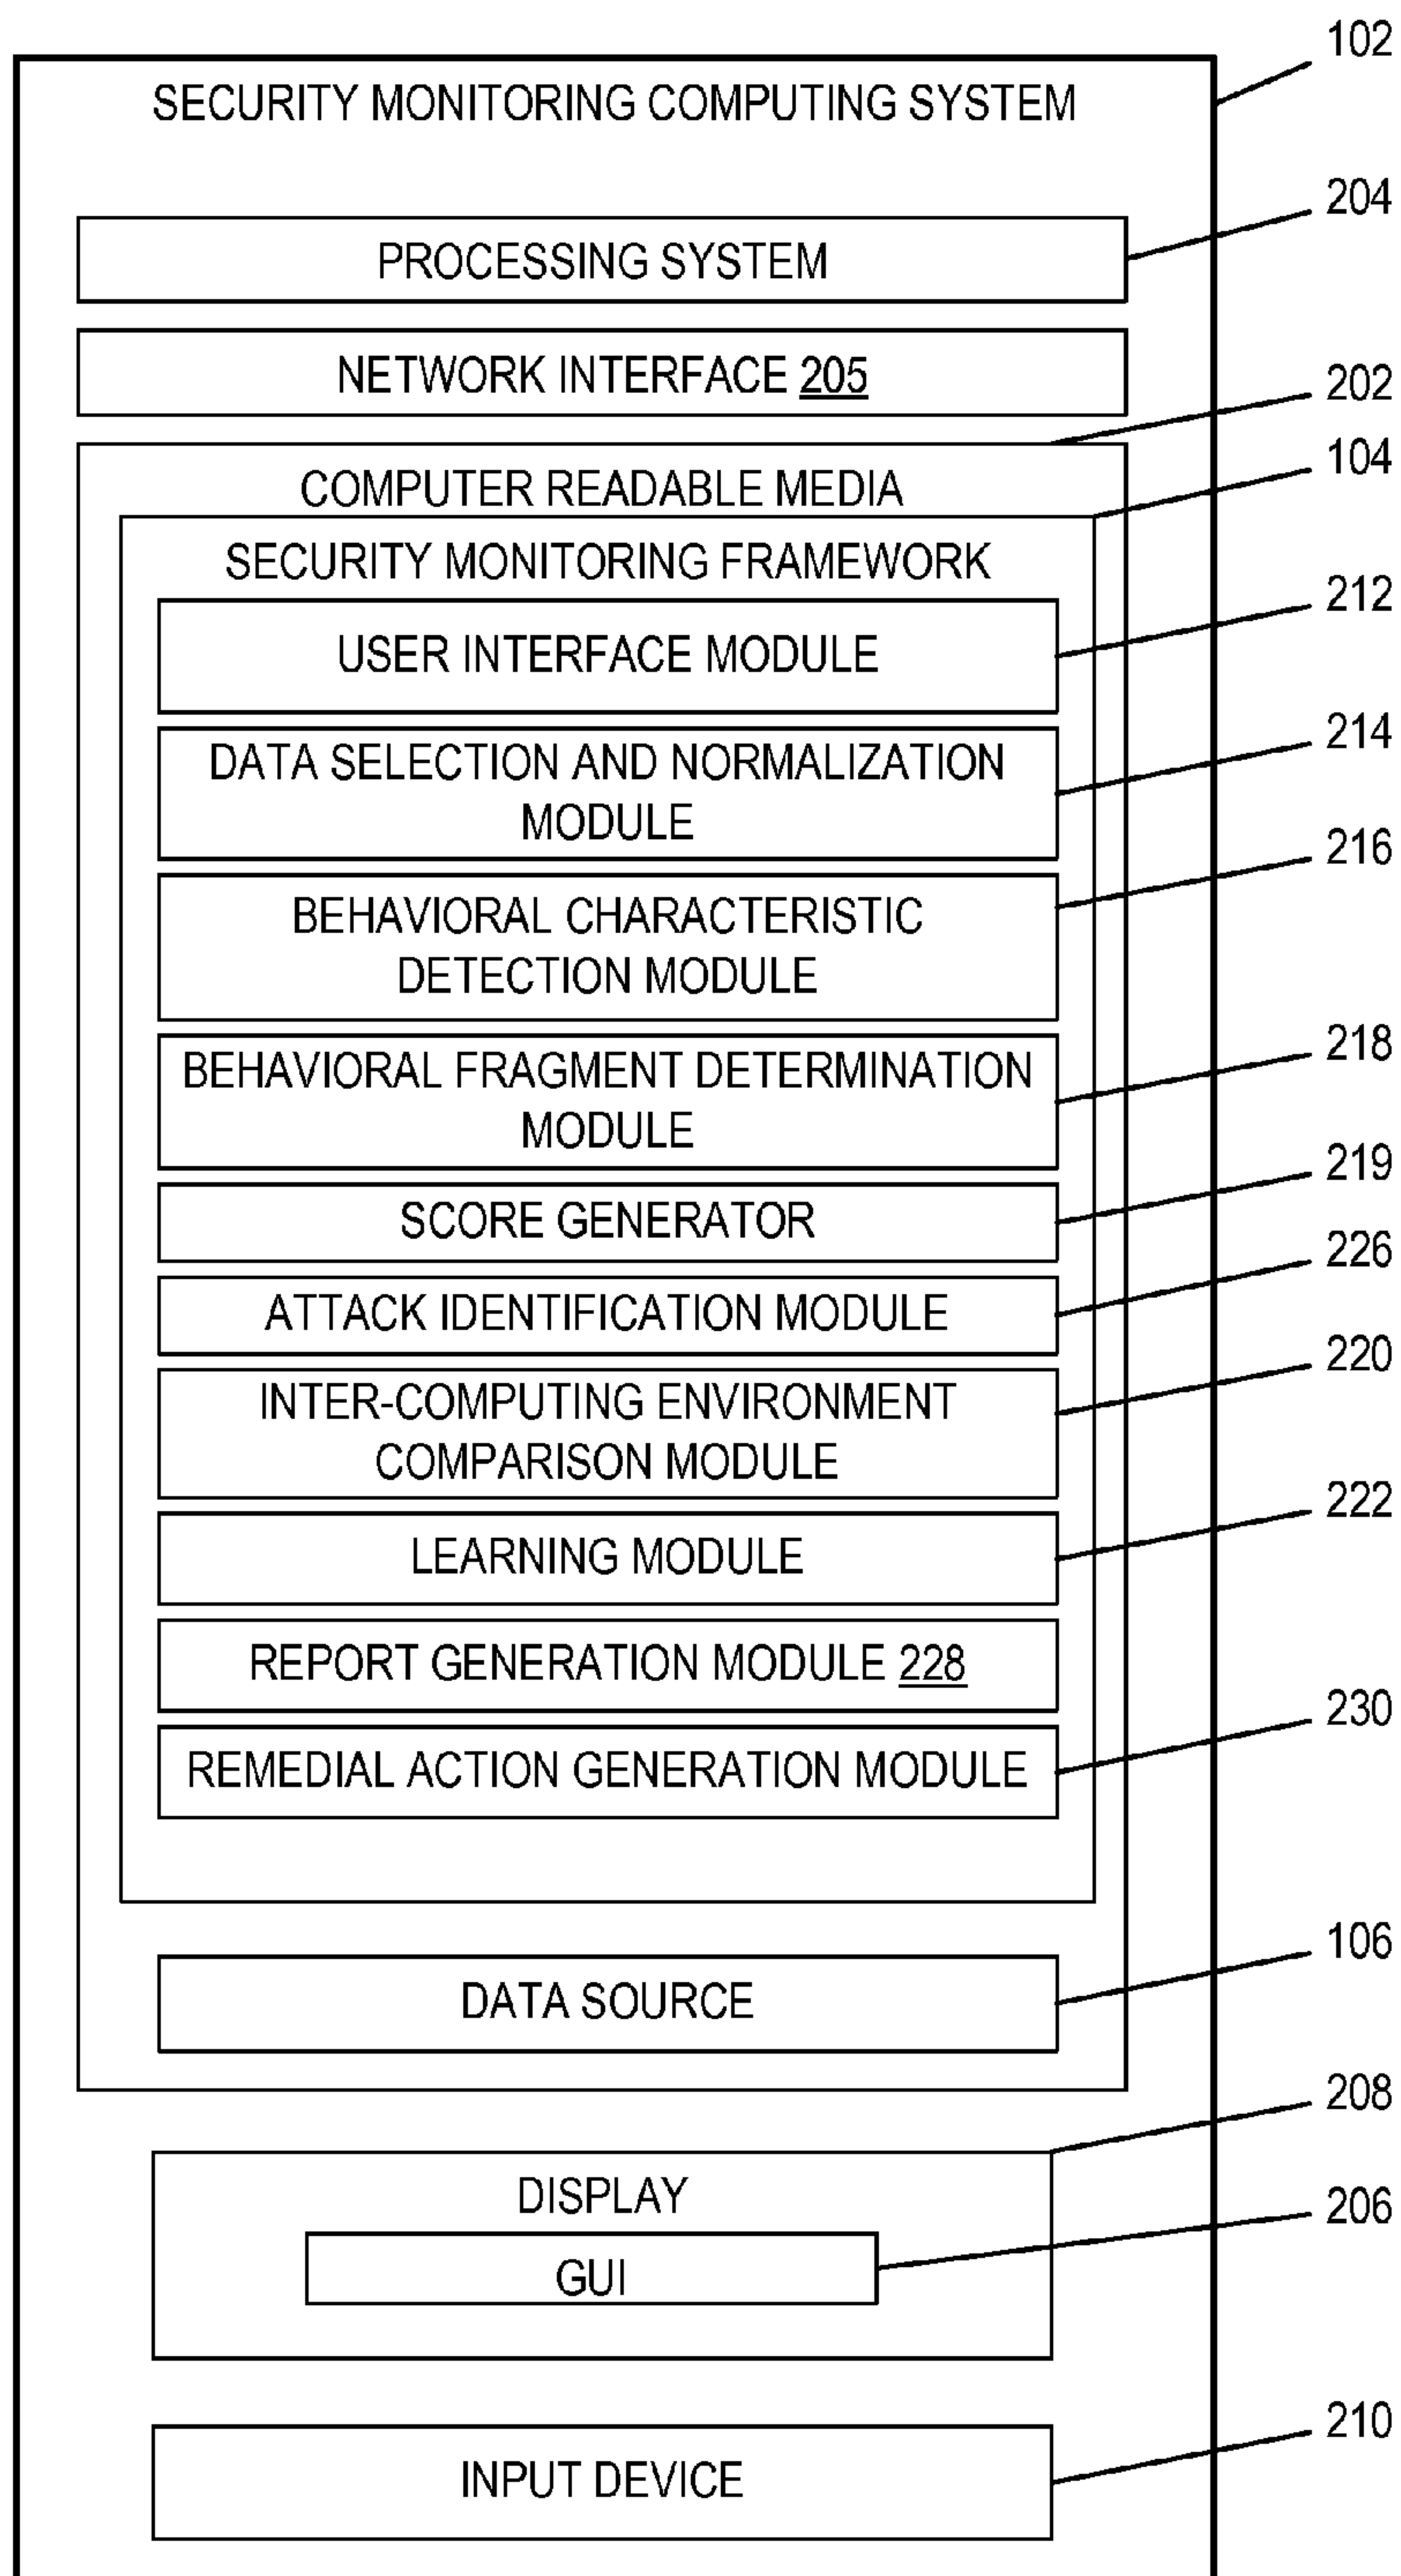 102
SECURITY MONITORING COMPUTING SYSTEM
204
PROCESSING SYSTEM
NETWORK INTERFACE 205
202
COMPUTER READABLE MEDIA
104
SECURITY MONITORING FRAMEWORK
212
USER INTERFACE MODULE
214
DATA SELECTION AND NORMALIZATION
MODULE
216
BEHAVIORAL CHARACTERISTIC
DETECTION MODULE
218
BEHAVIORAL FRAGMENT DETERMINATION
MODULE
219
SCORE GENERATOR
226
ATTACK IDENTIFICATION MODULE
220
INTER-COMPUTING ENVIRONMENT
COMPARISON MODULE
222
LEARNING MODULE
REPORT GENERATION MODULE 228
230
REMEDIAL ACTION GENERATION MODULE
106
DATA SOURCE
208
DISPLAY
206
GUI
210
INPUT DEVICE